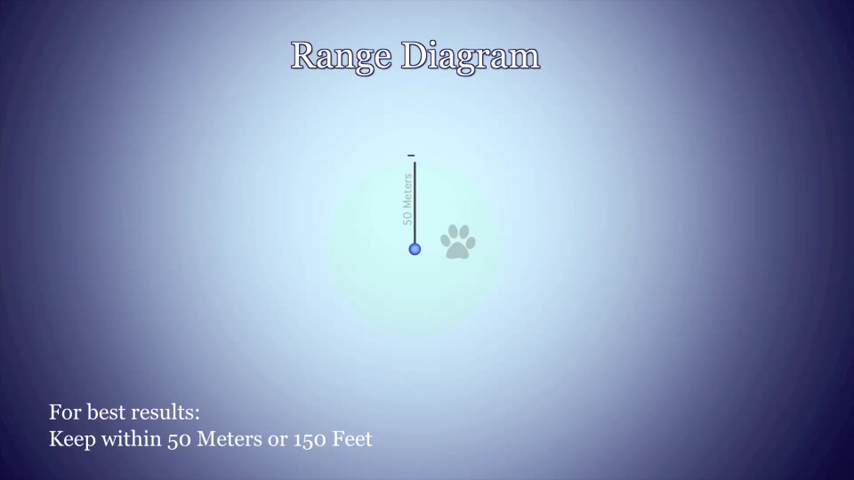 Range Diagram
50 Meters
For best results:
Keep within 50 Meters or 150 Feet